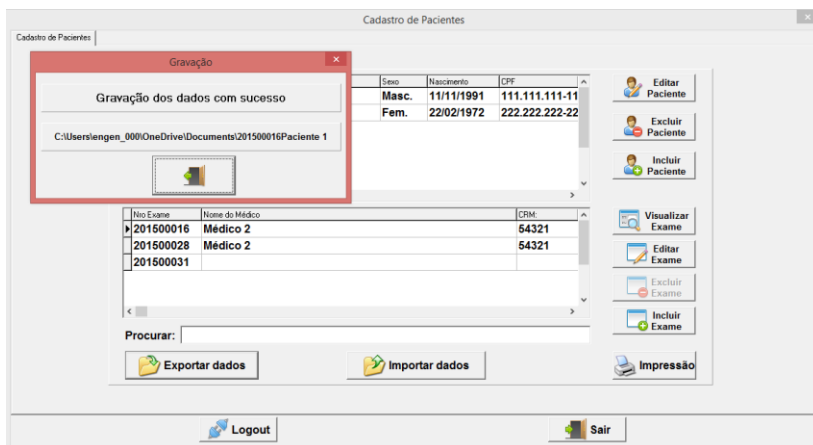 Cadastro de Pacientes
Cadastro de Pacientes
Gravação
Gravação dos dados com sucesso
C:\Users\engen_000\OneDrive\Documents\201500016Paciente 1
Sexo Nascimento CPF
Masc. 11/11/1991 111.111.111-11
Fem. 22/02/1972 222.222.222-22
Editar
Paciente
Excluir
Paciente
Incluir
Paciente
Nro Exame Nome do Médico CRM:
201500016 Médico 2 54321
201500028 Médico 2 54321
201500031
Visualizar
Exame
Editar
Exame
Excluir
Exame
Incluir
Exame
Procurar:
Exportar dados Importar dados Impressão
Logout Sair